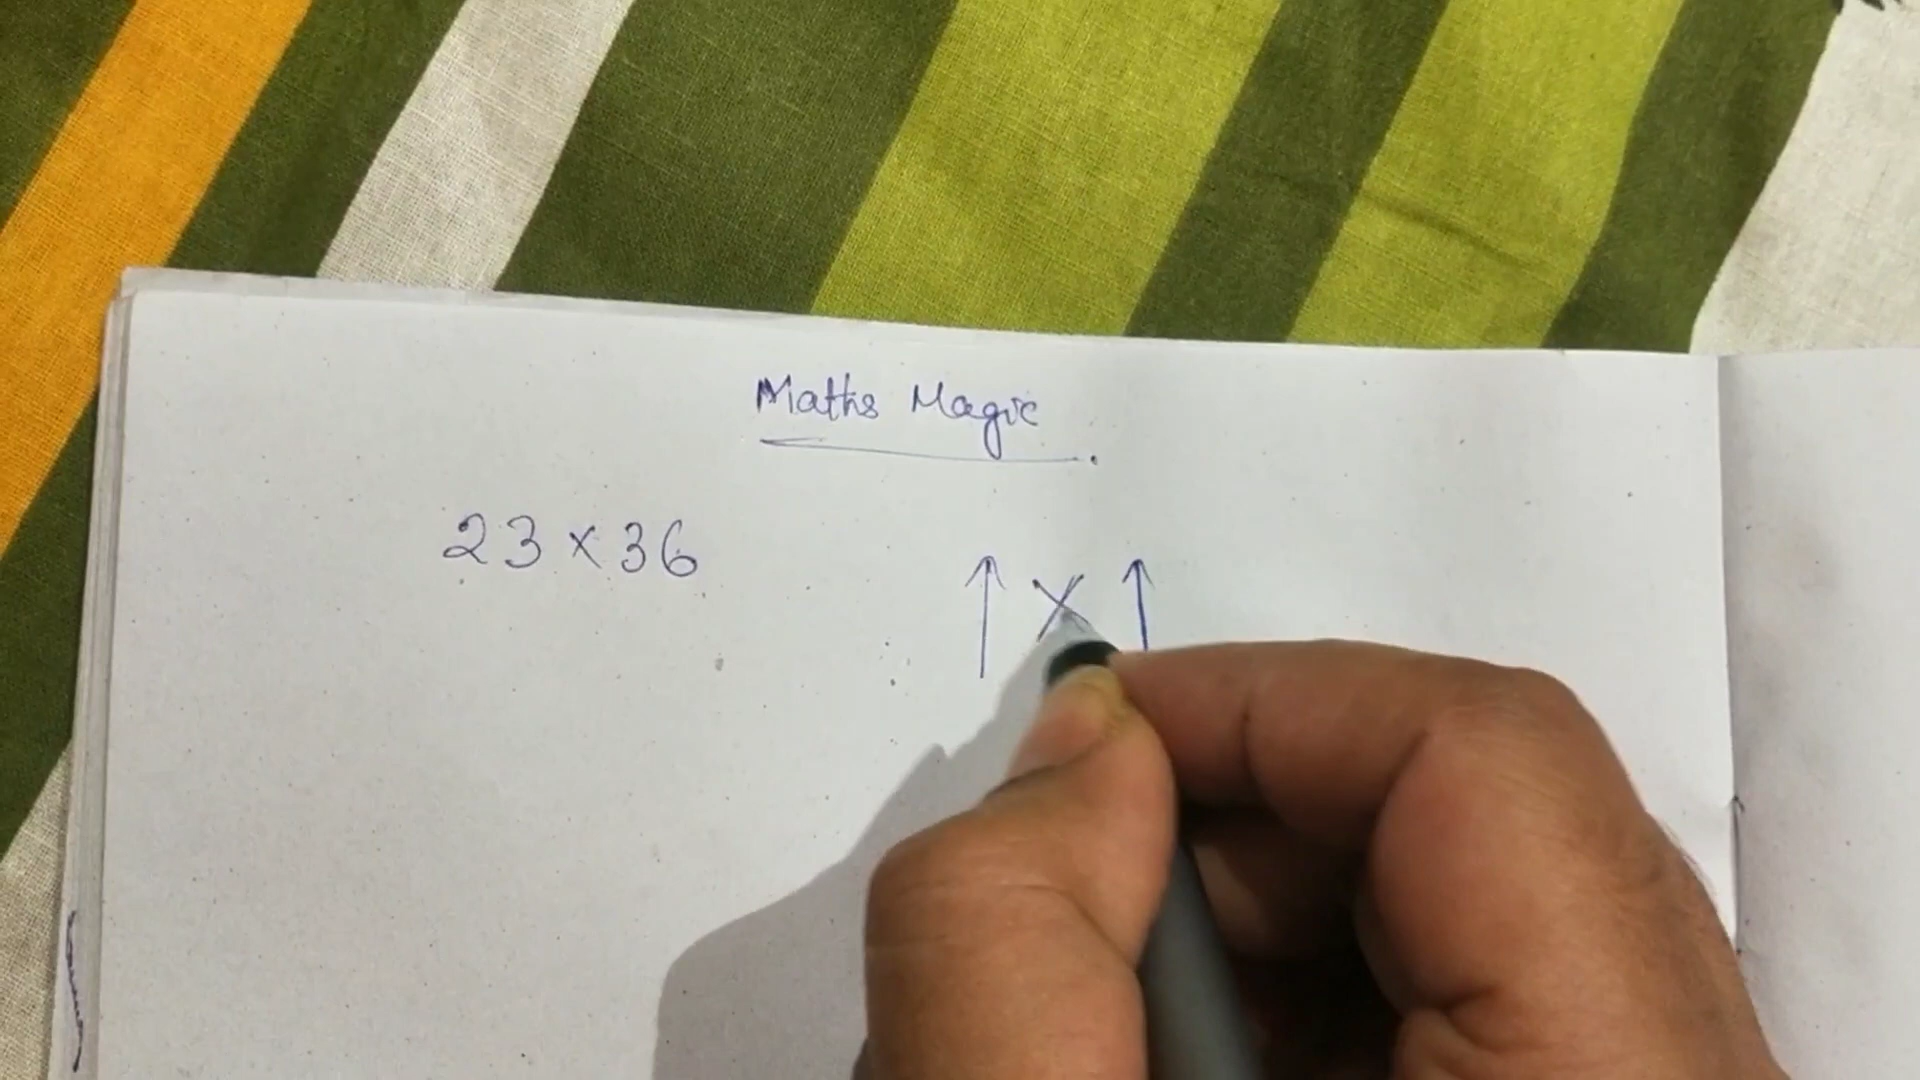 Maths Magic
23 × 36
↑ × ↑